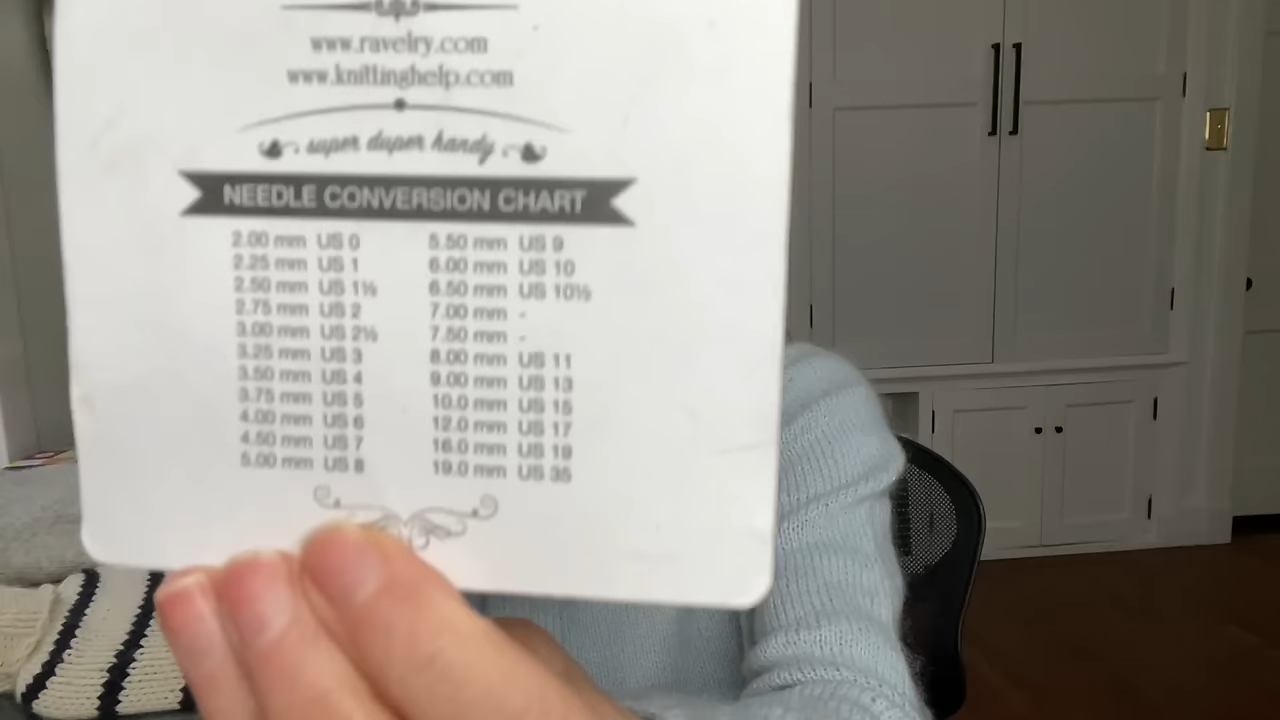 www.ravelry.com
www.knittinghelp.com
super duper handy
NEEDLE CONVERSION CHART
2.00 mm US 0 5.50 mm US 9
2.25 mm US 1 6.00 mm US 10
2.50 mm US 1½ 6.50 mm US 10½
2.75 mm US 2 7.00 mm -
3.00 mm US 2½ 7.50 mm -
3.25 mm US 3 8.00 mm US 11
3.50 mm US 4 9.00 mm US 13
3.75 mm US 5 10.0 mm US 15
4.00 mm US 6 12.0 mm US 17
4.50 mm US 7 16.0 mm US 19
5.00 mm US 8 19.0 mm US 35